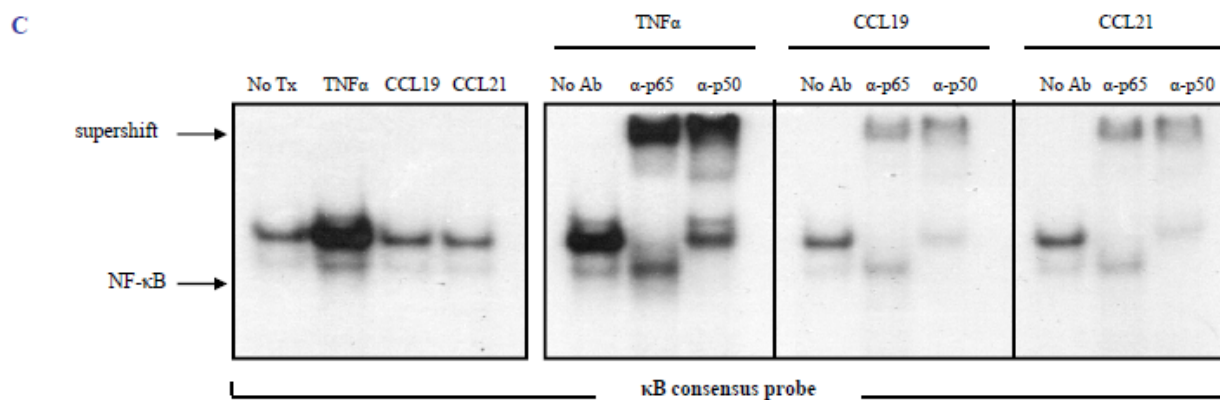 C
TNFα CCL19 CCL21
No Tx TNFα CCL19 CCL21 No Ab α-p65 α-p50 No Ab α-p65 α-p50 No Ab α-p65 α-p50
supershift
NF-κB
κB consensus probe